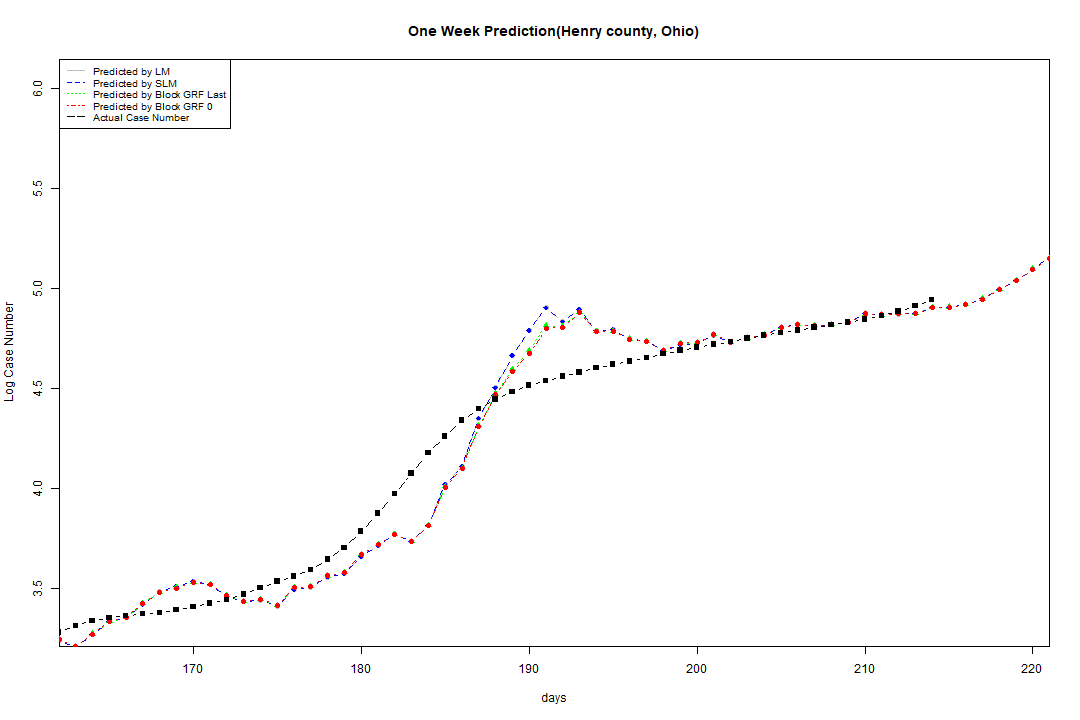 One Week Prediction(Henry county, Ohio)
Predicted by LM
Predicted by SLM
Predicted by Block GRF Last
Predicted by Block GRF 0
Actual Case Number
6.0
5.5
5.0
4.5
4.0
3.5
Log Case Number
170 180 190 200 210 220
days